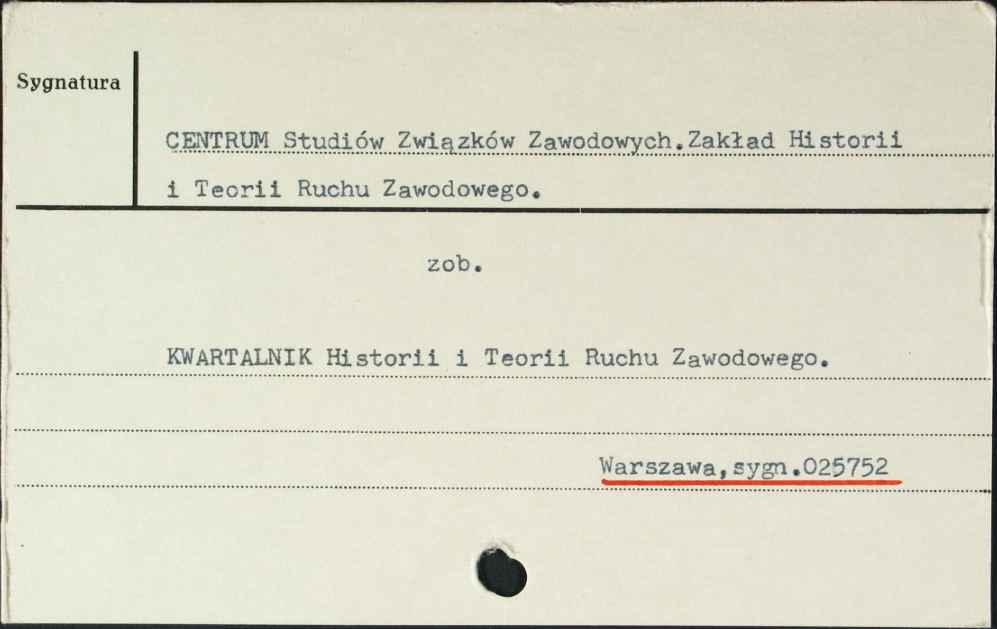 Sygnatura
CENTRUM Studiów Związków Zawodowych.Zakład Historii
i Teorii Ruchu Zawodowego.
zob.
KWARTALNIK Historii i Teorii Ruchu Zawodowego.
Warszawa,sygn.025752